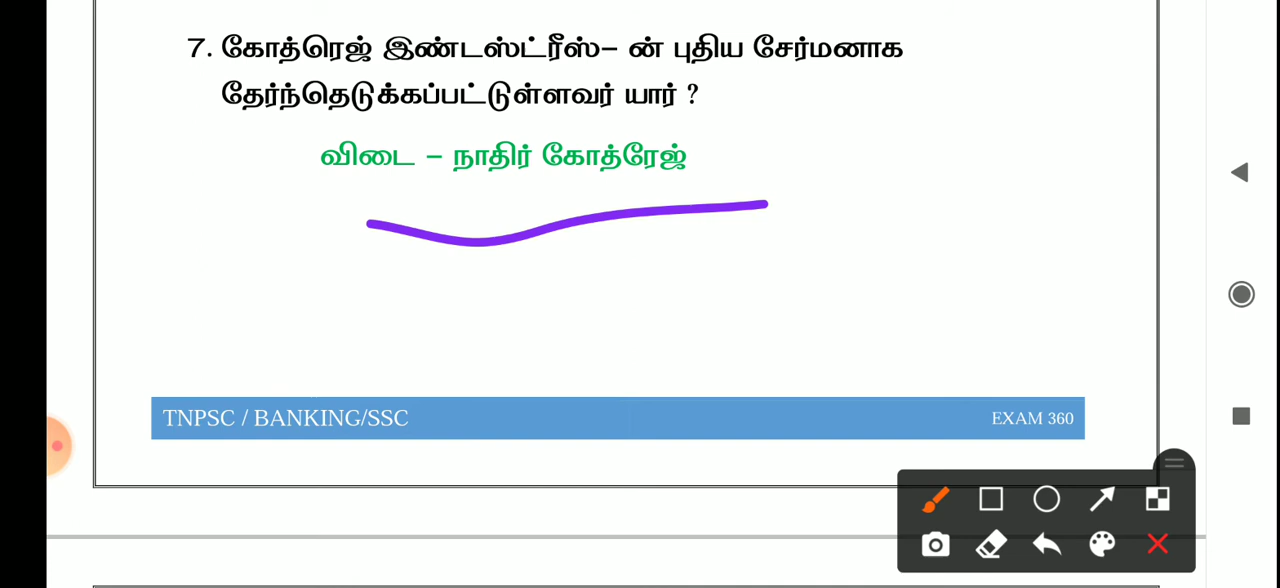 7. கோத்ரெஜ் இண்டஸ்ட்ரீஸ்- ன் புதிய சேர்மனாக
தேர்ந்தெடுக்கப்பட்டுள்ளவர் யார் ?
விடை - நாதிர் கோத்ரேஜ்
TNPSC / BANKING/SSC
EXAM 360